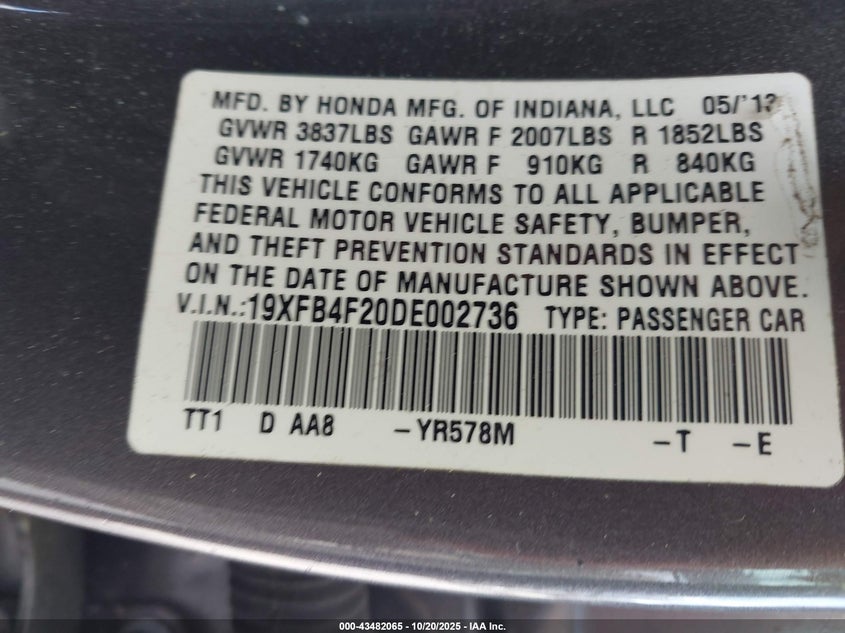 MFD. BY HONDA MFG. OF INDIANA, LLC 05/'13
GVWR 3837LBS GAWR F 2007LBS R 1852LBS
GVWR 1740KG GAWR F 910KG R 840KG
THIS VEHICLE CONFORMS TO ALL APPLICABLE
FEDERAL MOTOR VEHICLE SAFETY, BUMPER,
AND THEFT PREVENTION STANDARDS IN EFFECT
ON THE DATE OF MANUFACTURE SHOWN ABOVE.
V.I.N.:19XFB4F20DE002736 TYPE: PASSENGER CAR
TT1 D AA8 -YR578M -T -E
000-43482065 - 10/20/2025 - IAA Inc.